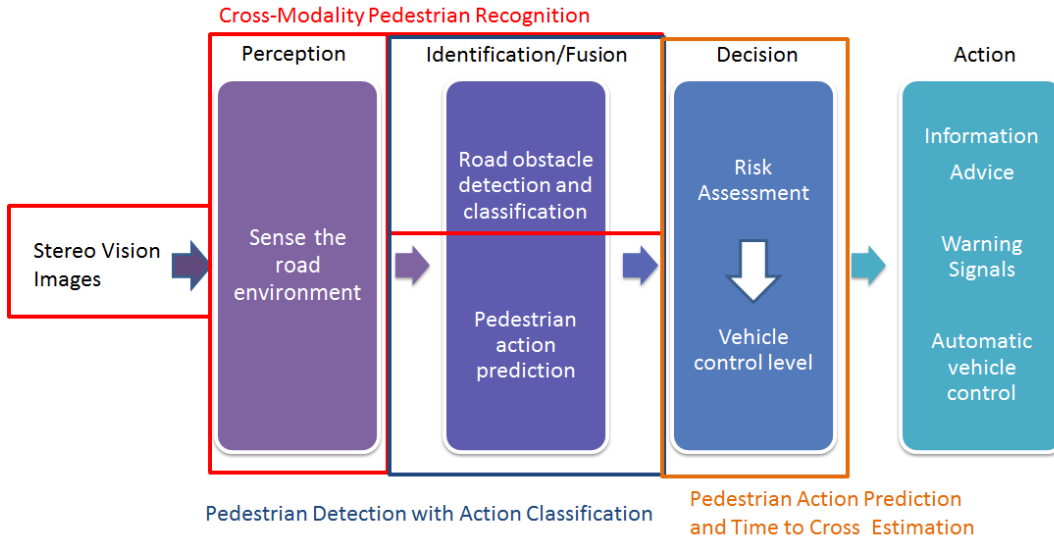 Cross-Modality Pedestrian Recognition
Perception
Identification/Fusion
Decision
Action
Stereo Vision
Images
Sense the
road
environment
Road obstacle
detection and
classification
Pedestrian
action
prediction
Risk
Assessment
Vehicle
control level
Information
Advice
Warning
Signals
Automatic
vehicle
control
Pedestrian Detection with Action Classification
Pedestrian Action Prediction
and Time to Cross Estimation